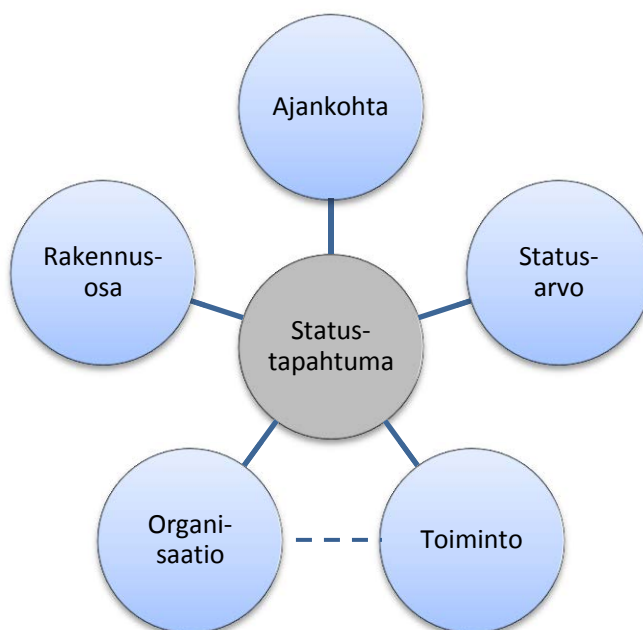 Ajankohta
Rakennus-
osa
Status-
arvo
Status-
tapahtuma
Organi-
saatio
Toiminto